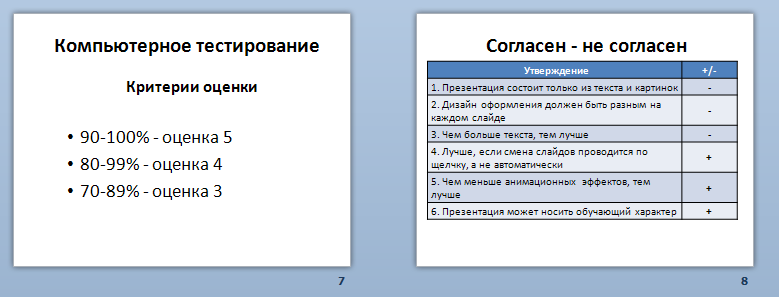 Компьютерное тестирование
Критерии оценки
• 90-100% - оценка 5
• 80-99% - оценка 4
• 70-89% - оценка 3
7
Согласен - не согласен
Утверждение +/-
1. Презентация состоит только из текста и картинок -
2. Дизайн оформления должен быть разным на
каждом слайде -
3. Чем больше текста, тем лучше -
4. Лучше, если смена слайдов проводится по
щелчку, а не автоматически +
5. Чем меньше анимационных эффектов, тем
лучше +
6. Презентация может носить обучающий характер +
8